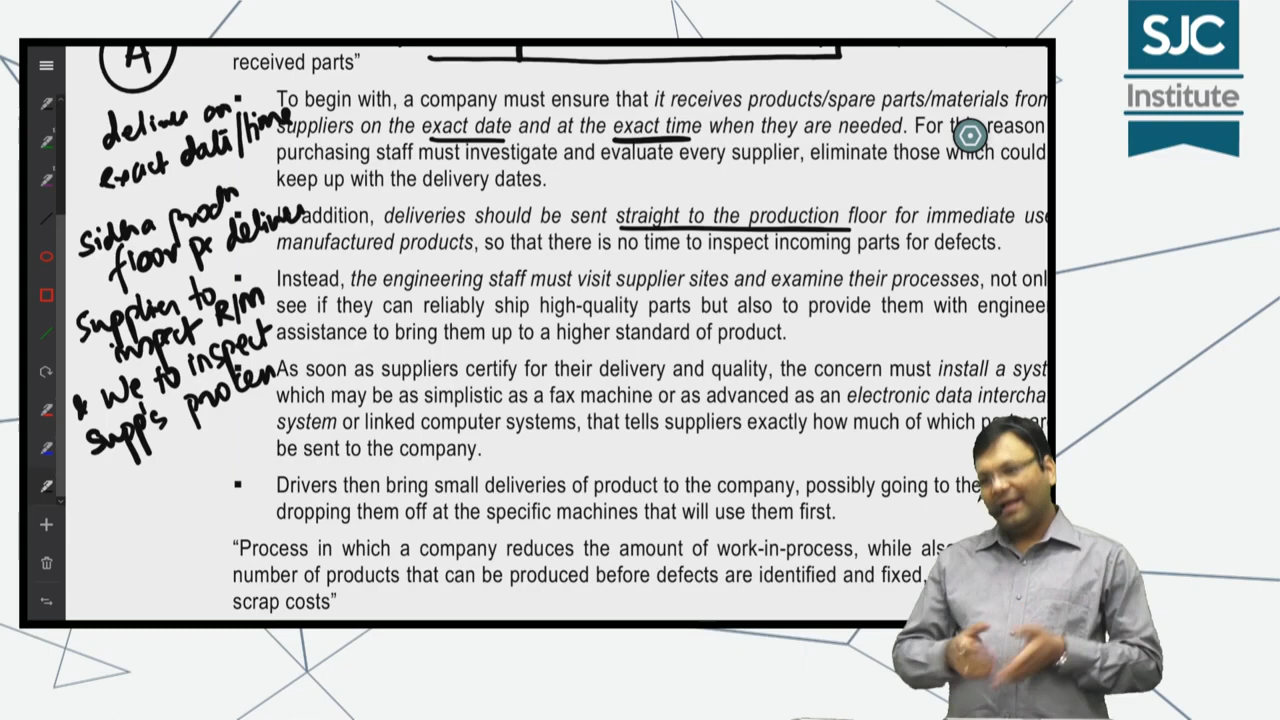 SJC
Institute
A
received parts”
▪ To begin with, a company must ensure that it receives products/spare parts/materials from
suppliers on the exact date and at the exact time when they are needed. For this reason
purchasing staff must investigate and evaluate every supplier, eliminate those which could
keep up with the delivery dates.
addition, deliveries should be sent straight to the production floor for immediate use
manufactured products, so that there is no time to inspect incoming parts for defects.
▪ Instead, the engineering staff must visit supplier sites and examine their processes, not onl
see if they can reliably ship high-quality parts but also to provide them with enginee
assistance to bring them up to a higher standard of product.
As soon as suppliers certify for their delivery and quality, the concern must install a syst
which may be as simplistic as a fax machine or as advanced as an electronic data intercha
system or linked computer systems, that tells suppliers exactly how much of which
be sent to the company.
▪ Drivers then bring small deliveries of product to the company, possibly going to the
dropping them off at the specific machines that will use them first.
“Process in which a company reduces the amount of work-in-process, while also
number of products that can be produced before defects are identified and fixed,
scrap costs”
deliver on
exact date/time
Sidha prodn
floor pe deliver
Supplier to
inspect R/m
& We to inspect
supp's